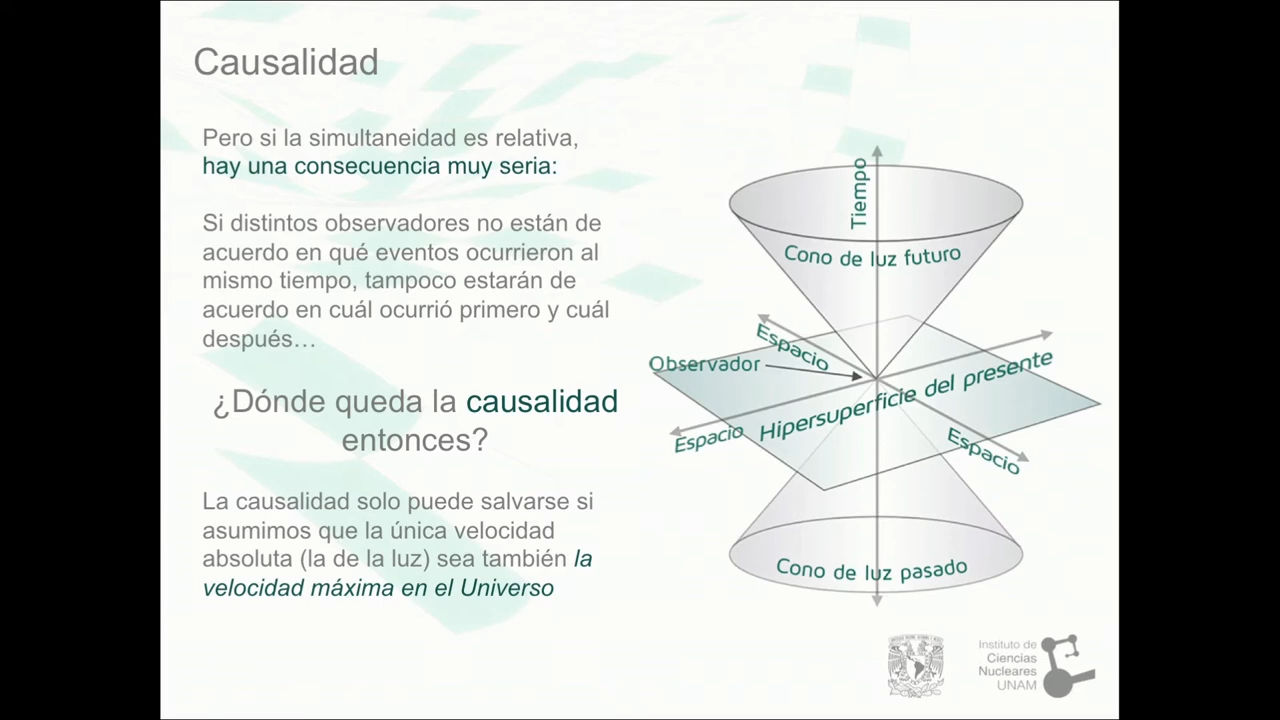 Causalidad
Pero si la simultaneidad es relativa,
hay una consecuencia muy seria:
Si distintos observadores no están de
acuerdo en qué eventos ocurrieron al
mismo tiempo, tampoco estarán de
acuerdo en cuál ocurrió primero y cuál
después…
¿Dónde queda la causalidad
entonces?
La causalidad solo puede salvarse si
asumimos que la única velocidad
absoluta (la de la luz) sea también la
velocidad máxima en el Universo
Tiempo
Cono de luz futuro
Espacio
Observador
Hipersuperficie del presente
Espacio
Espacio
Cono de luz pasado
Instituto de
Ciencias
Nucleares
UNAM